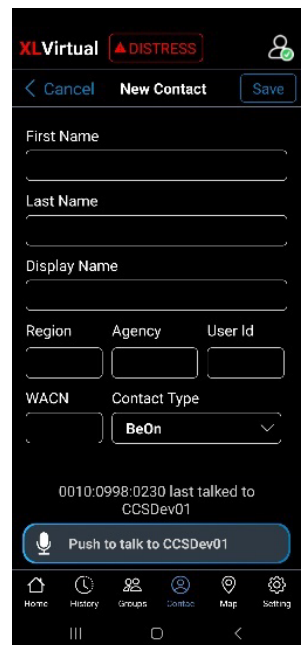 XLVirtual ▲DISTRESS
Cancel New Contact Save
First Name
Last Name
Display Name
Region Agency User Id
WACN Contact Type
BeOn
0010:0998:0230 last talked to
CCSDev01
Push to talk to CCSDev01
Home History Groups Contac Map Setting